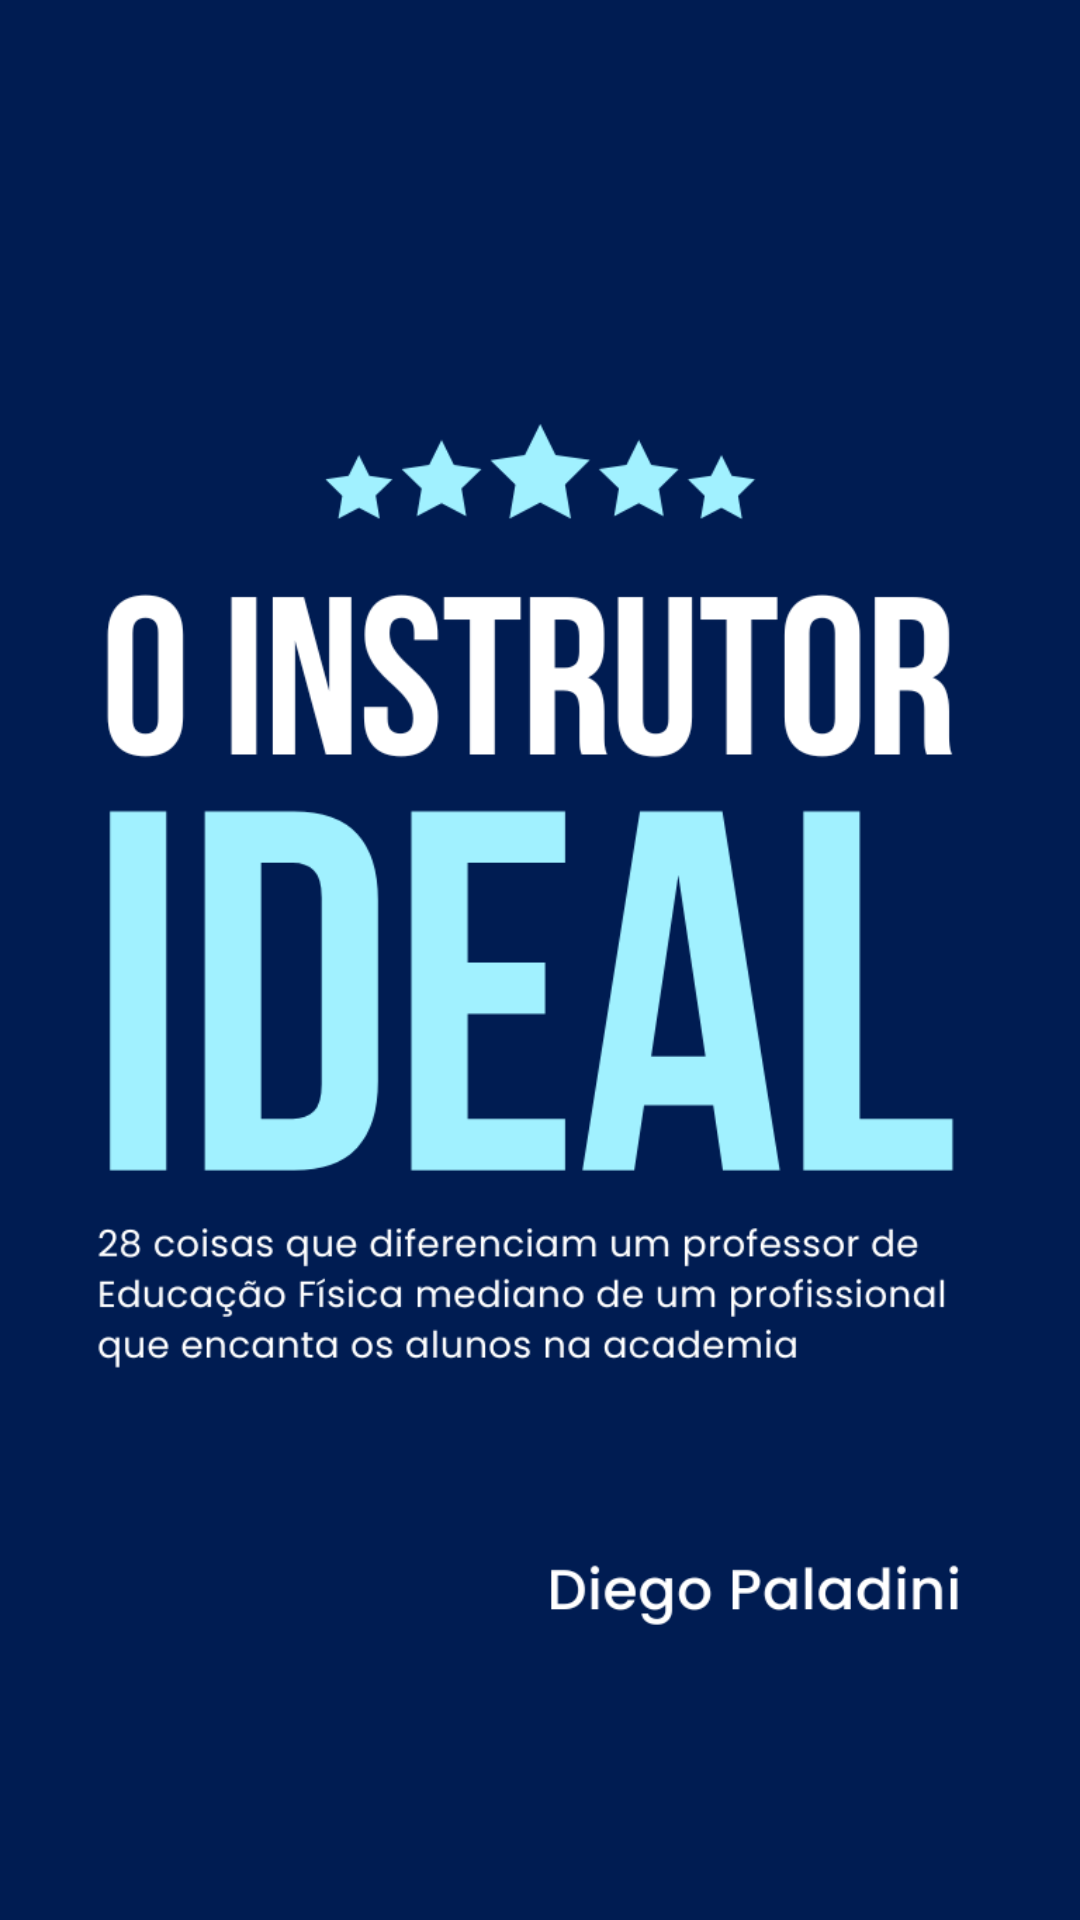 O INSTRUTOR
IDEAL
28 coisas que diferenciam um professor de
Educação Física mediano de um profissional
que encanta os alunos na academia
Diego Paladini